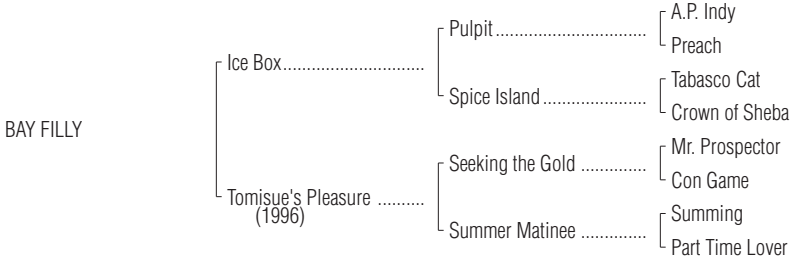 A.P. Indy
Pulpit..............................
Preach
Ice Box............................
Tabasco Cat
Spice Island.....................
Crown of Sheba
BAY FILLY
Mr. Prospector
Seeking the Gold .............
Con Game
Tomisue's Pleasure ..........
(1996)
Summing
Summer Matinee .............
Part Time Lover